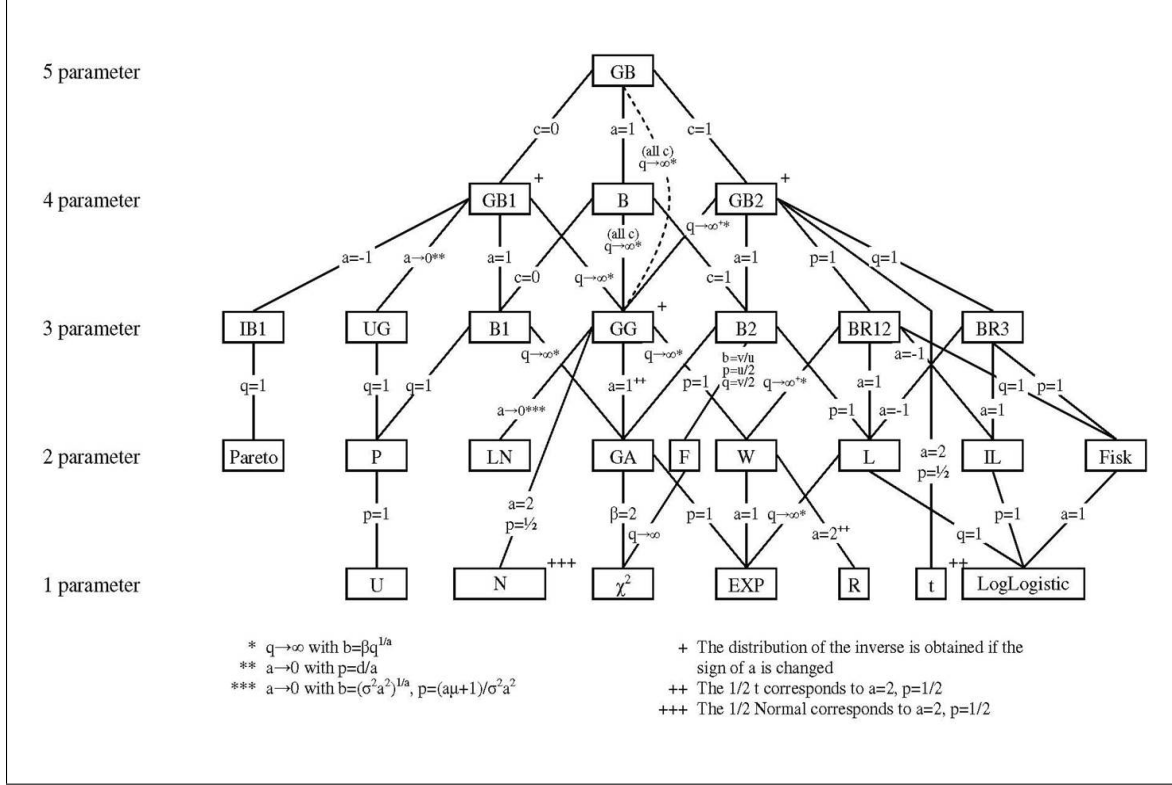 5 parameter
GB
c=0
a=1
c=1
(all c)
q→∞*
4 parameter
GB1
+
B
GB2
+
a=-1
a→0**
a=1
c=0
q→∞*
(all c)
q→∞*
q→∞⁺*
c=1
a=1
p=1
q=1
3 parameter
IB1
UG
B1
GG
+
B2
BR12
BR3
q=1
q=1
q=1
q→∞*
a→0***
a=1⁺⁺
q→∞*
p=1
b=v/u
p=u/2
q=v/2
q→∞⁺*
p=1
a=1
a=-1
a=-1
a=1
q=1
p=1
2 parameter
Pareto
P
LN
GA
F
W
L
a=2
p=½
IL
Fisk
p=1
a=2
p=½
β=2
q→∞
p=1
a=1
q→∞*
a=2⁺⁺
q=1
p=1
a=1
1 parameter
U
N
+++
χ²
EXP
R
t
++
LogLogistic
* q→∞ with b=βq^1/a
** a→0 with p=d/a
*** a→0 with b=(σ²a²)^1/a, p=(aμ+1)/σ²a²
+ The distribution of the inverse is obtained if the
sign of a is changed
++ The 1/2 t corresponds to a=2, p=1/2
+++ The 1/2 Normal corresponds to a=2, p=1/2